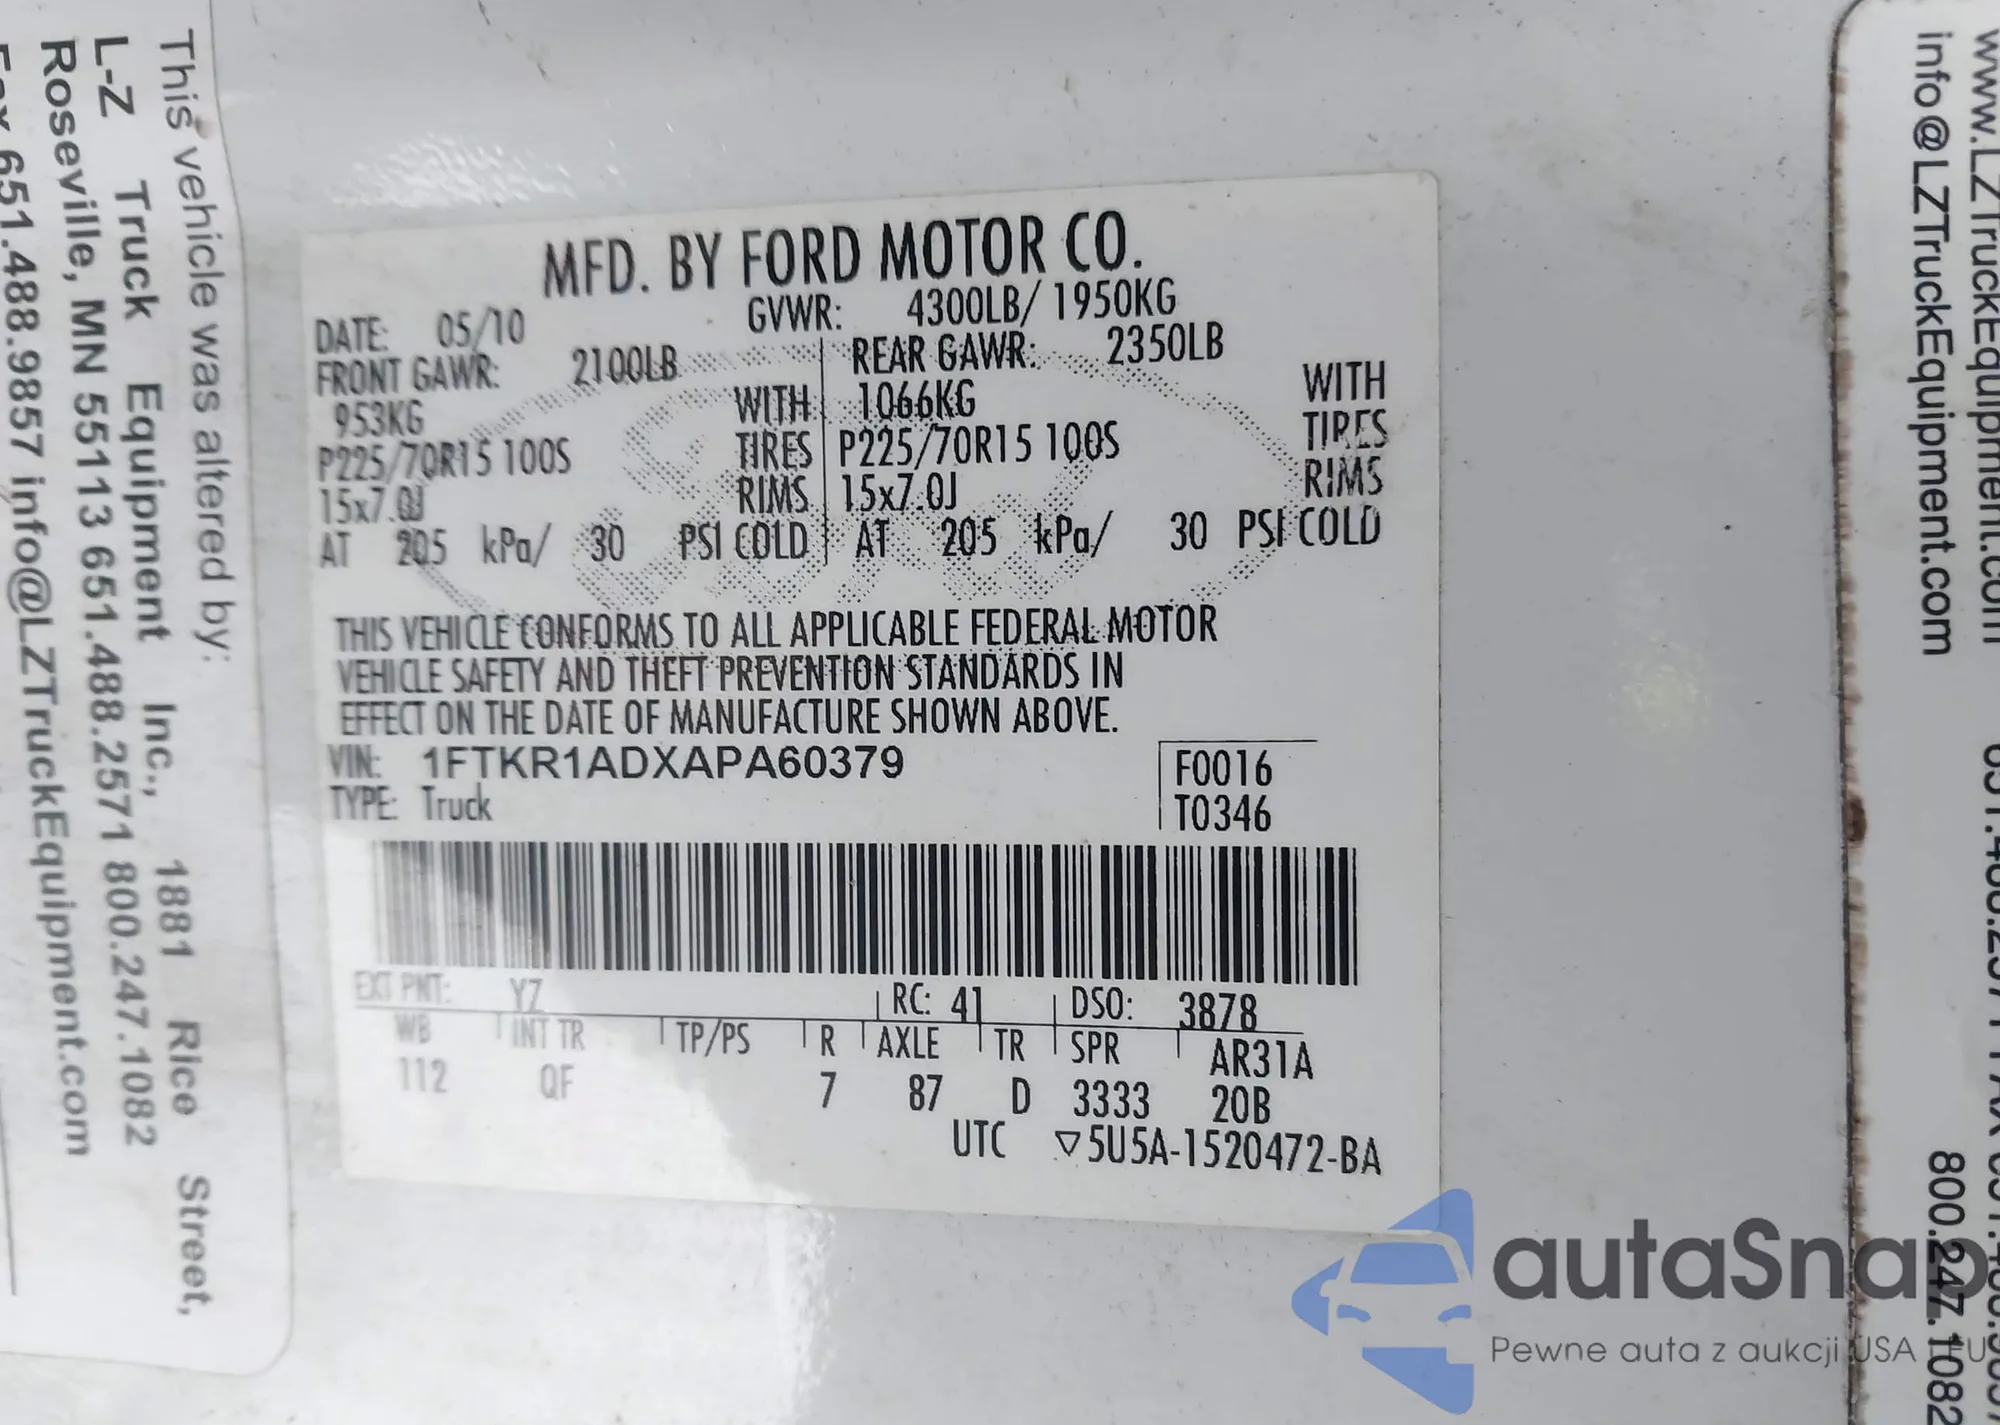 This vehicle was altered by:
L-Z Truck Equipment Inc., 1881 Rice Street,
Roseville, MN 55113 651.488.2571 800.247.1082
651.488.9857 info@LZTruckEquipment.com
MFD. BY FORD MOTOR CO.
DATE: 05/10 GVWR: 4300LB/ 1950KG
FRONT GAWR: 2100LB REAR GAWR: 2350LB
953KG WITH 1066KG WITH
P225/70R15 100S TIRES P225/70R15 100S TIRES
15x7.0J RIMS 15x7.0J RIMS
AT 205 kPa/ 30 PSI COLD AT 205 kPa/ 30 PSI COLD
THIS VEHICLE CONFORMS TO ALL APPLICABLE FEDERAL MOTOR
VEHICLE SAFETY AND THEFT PREVENTION STANDARDS IN
EFFECT ON THE DATE OF MANUFACTURE SHOWN ABOVE.
VIN: 1FTKR1ADXAPA60379 F0016
TYPE: Truck T0346
EXT PNT: YZ RC: 41 DSO: 3878
WB INT TR TP/PS R AXLE TR SPR AR31A
112 QF 7 87 D 3333 20B
UTC ▽5U5A-1520472-BA
www.LZTruckEquipment.com
info@LZTruckEquipment.com
800.247.1082
autaSnap
Pewne auta z aukcji USA